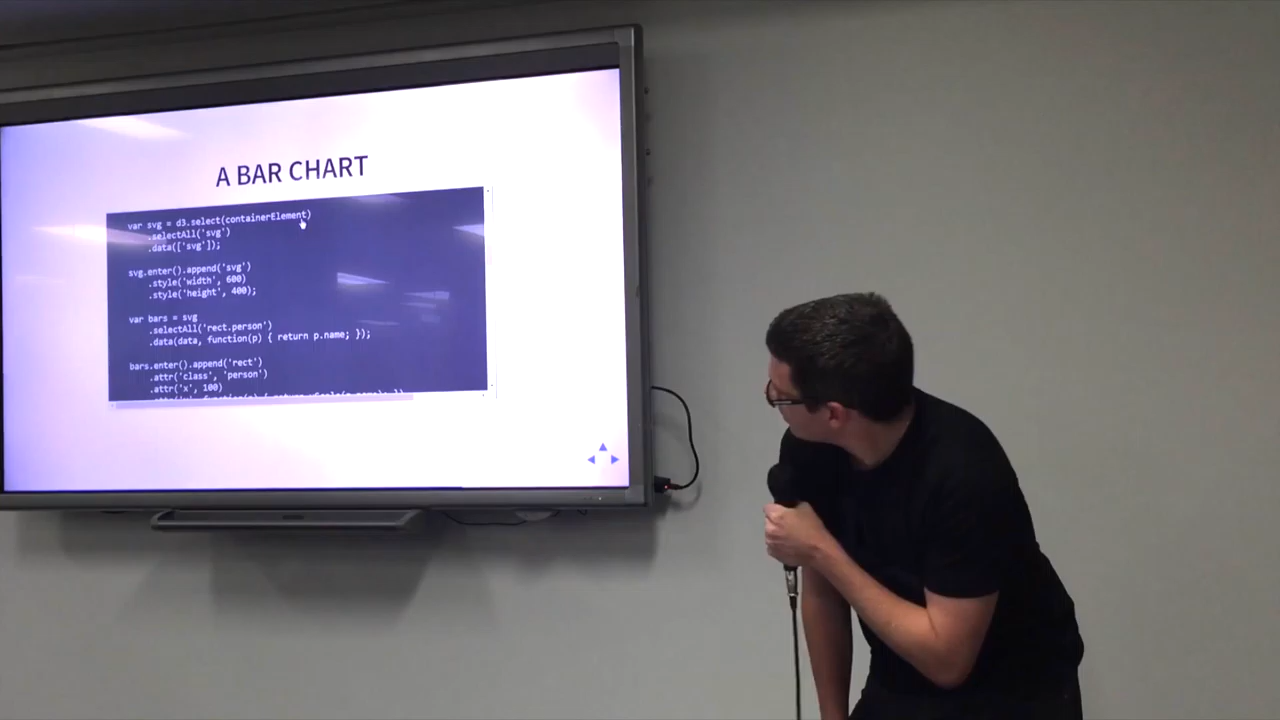 A BAR CHART
var svg = d3.select(containerElement)
.selectAll('svg')
.data(['svg']);
svg.enter().append('svg')
.style('width', 600)
.style('height', 400);
var bars = svg
.selectAll('rect.person')
.data(data, function(p) { return p.name; });
bars.enter().append('rect')
.attr('class', 'person')
.attr('x', 100)